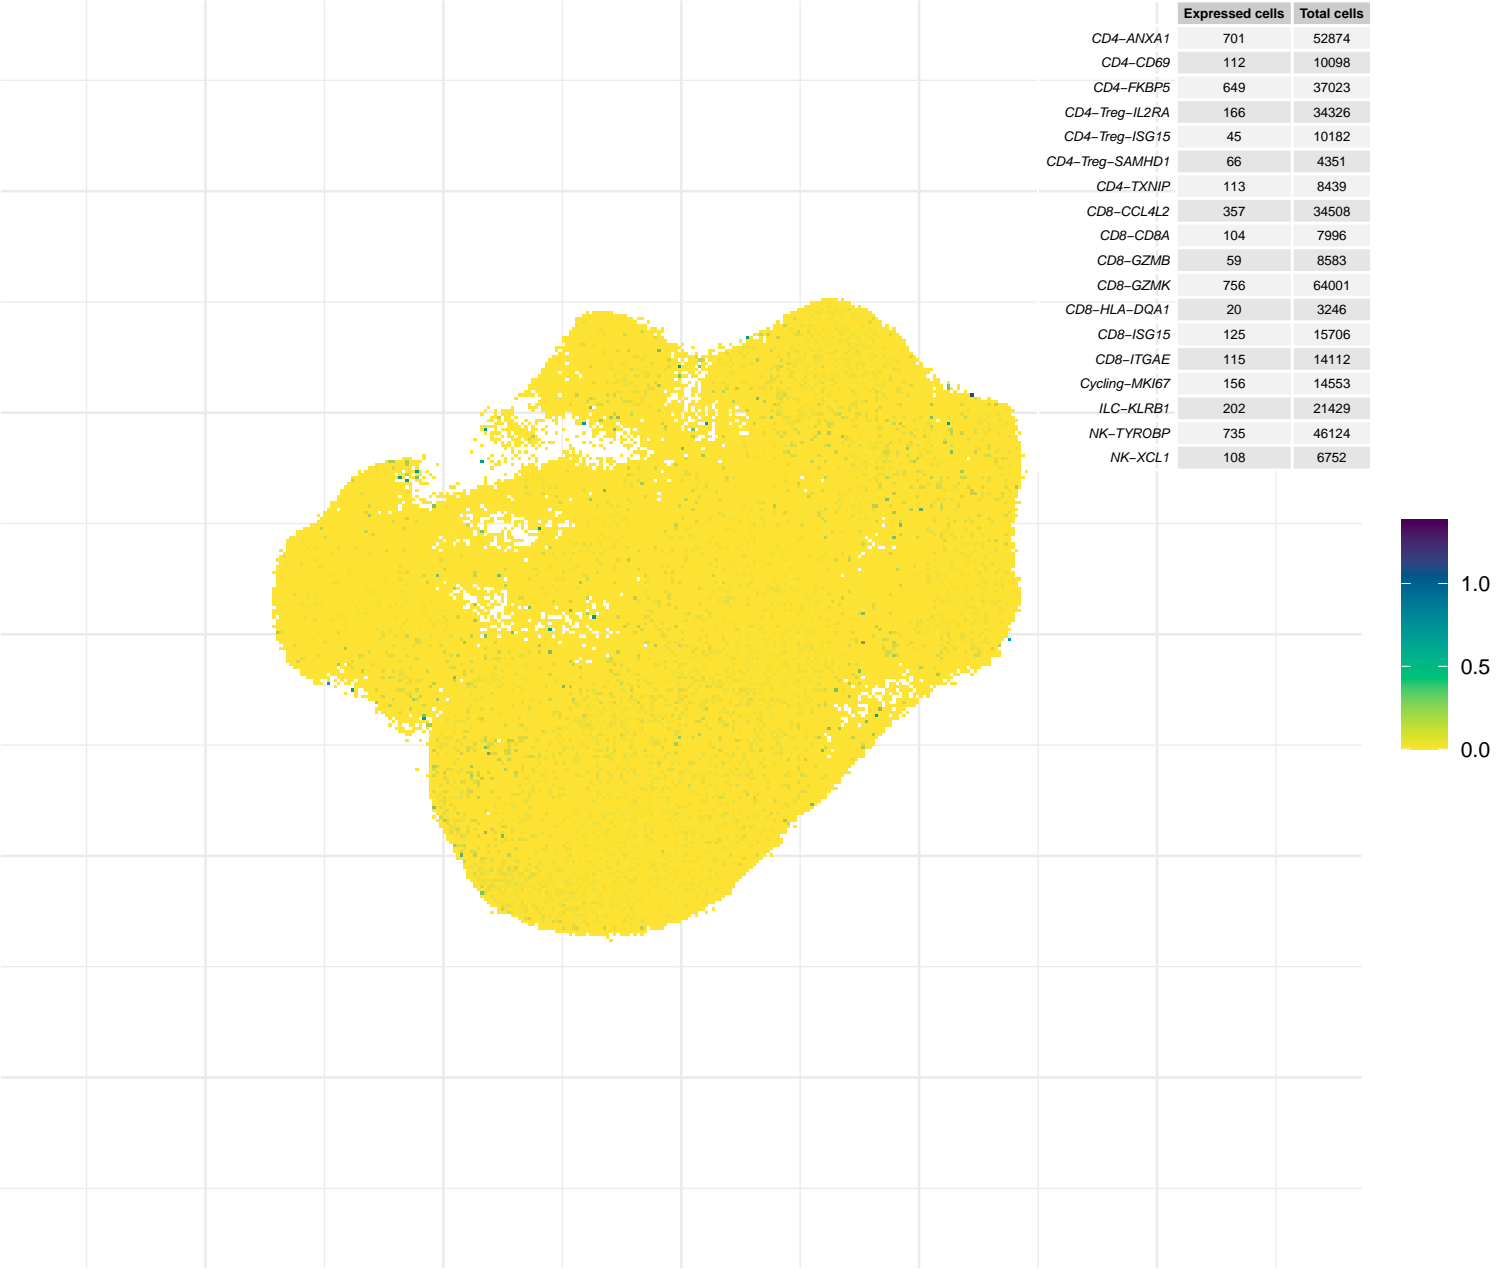 Expressed cells Total cells
CD4−ANXA1 701 52874
CD4−CD69 112 10098
CD4−FKBP5 649 37023
CD4−Treg−IL2RA 166 34326
CD4−Treg−ISG15 45 10182
CD4−Treg−SAMHD1 66 4351
CD4−TXNIP 113 8439
CD8−CCL4L2 357 34508
CD8−CD8A 104 7996
CD8−GZMB 59 8583
CD8−GZMK 756 64001
CD8−HLA−DQA1 20 3246
CD8−ISG15 125 15706
CD8−ITGAE 115 14112
Cycling−MKI67 156 14553
ILC−KLRB1 202 21429
NK−TYROBP 735 46124
NK−XCL1 108 6752
1.0
0.5
0.0